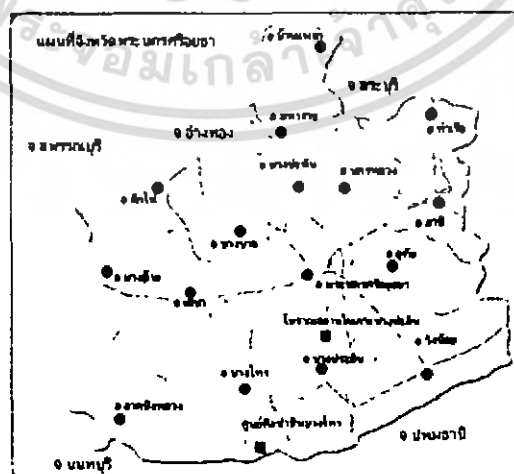 แผนที่จังหวัดพระนครศรีอยุธยา
อ บ้านแพรก
จ สระบุรี
จ อ่างทอง
อ มหาราช
อ ท่าเรือ
จ สุพรรณบุรี
อ บางปะหัน
อ นครหลวง
อ ผักไห่
อ ภาชี
อ บางบาล
อ อุทัย
อ บางซ้าย
อ เสนา
อ พระนครศรีอยุธยา
อ วังน้อย
อ บางปะอิน
อ บางไทร
อ ลาดบัวหลวง
ศูนย์ศิลปาชีพบางไทร
จ ปทุมธานี
จ นนทบุรี